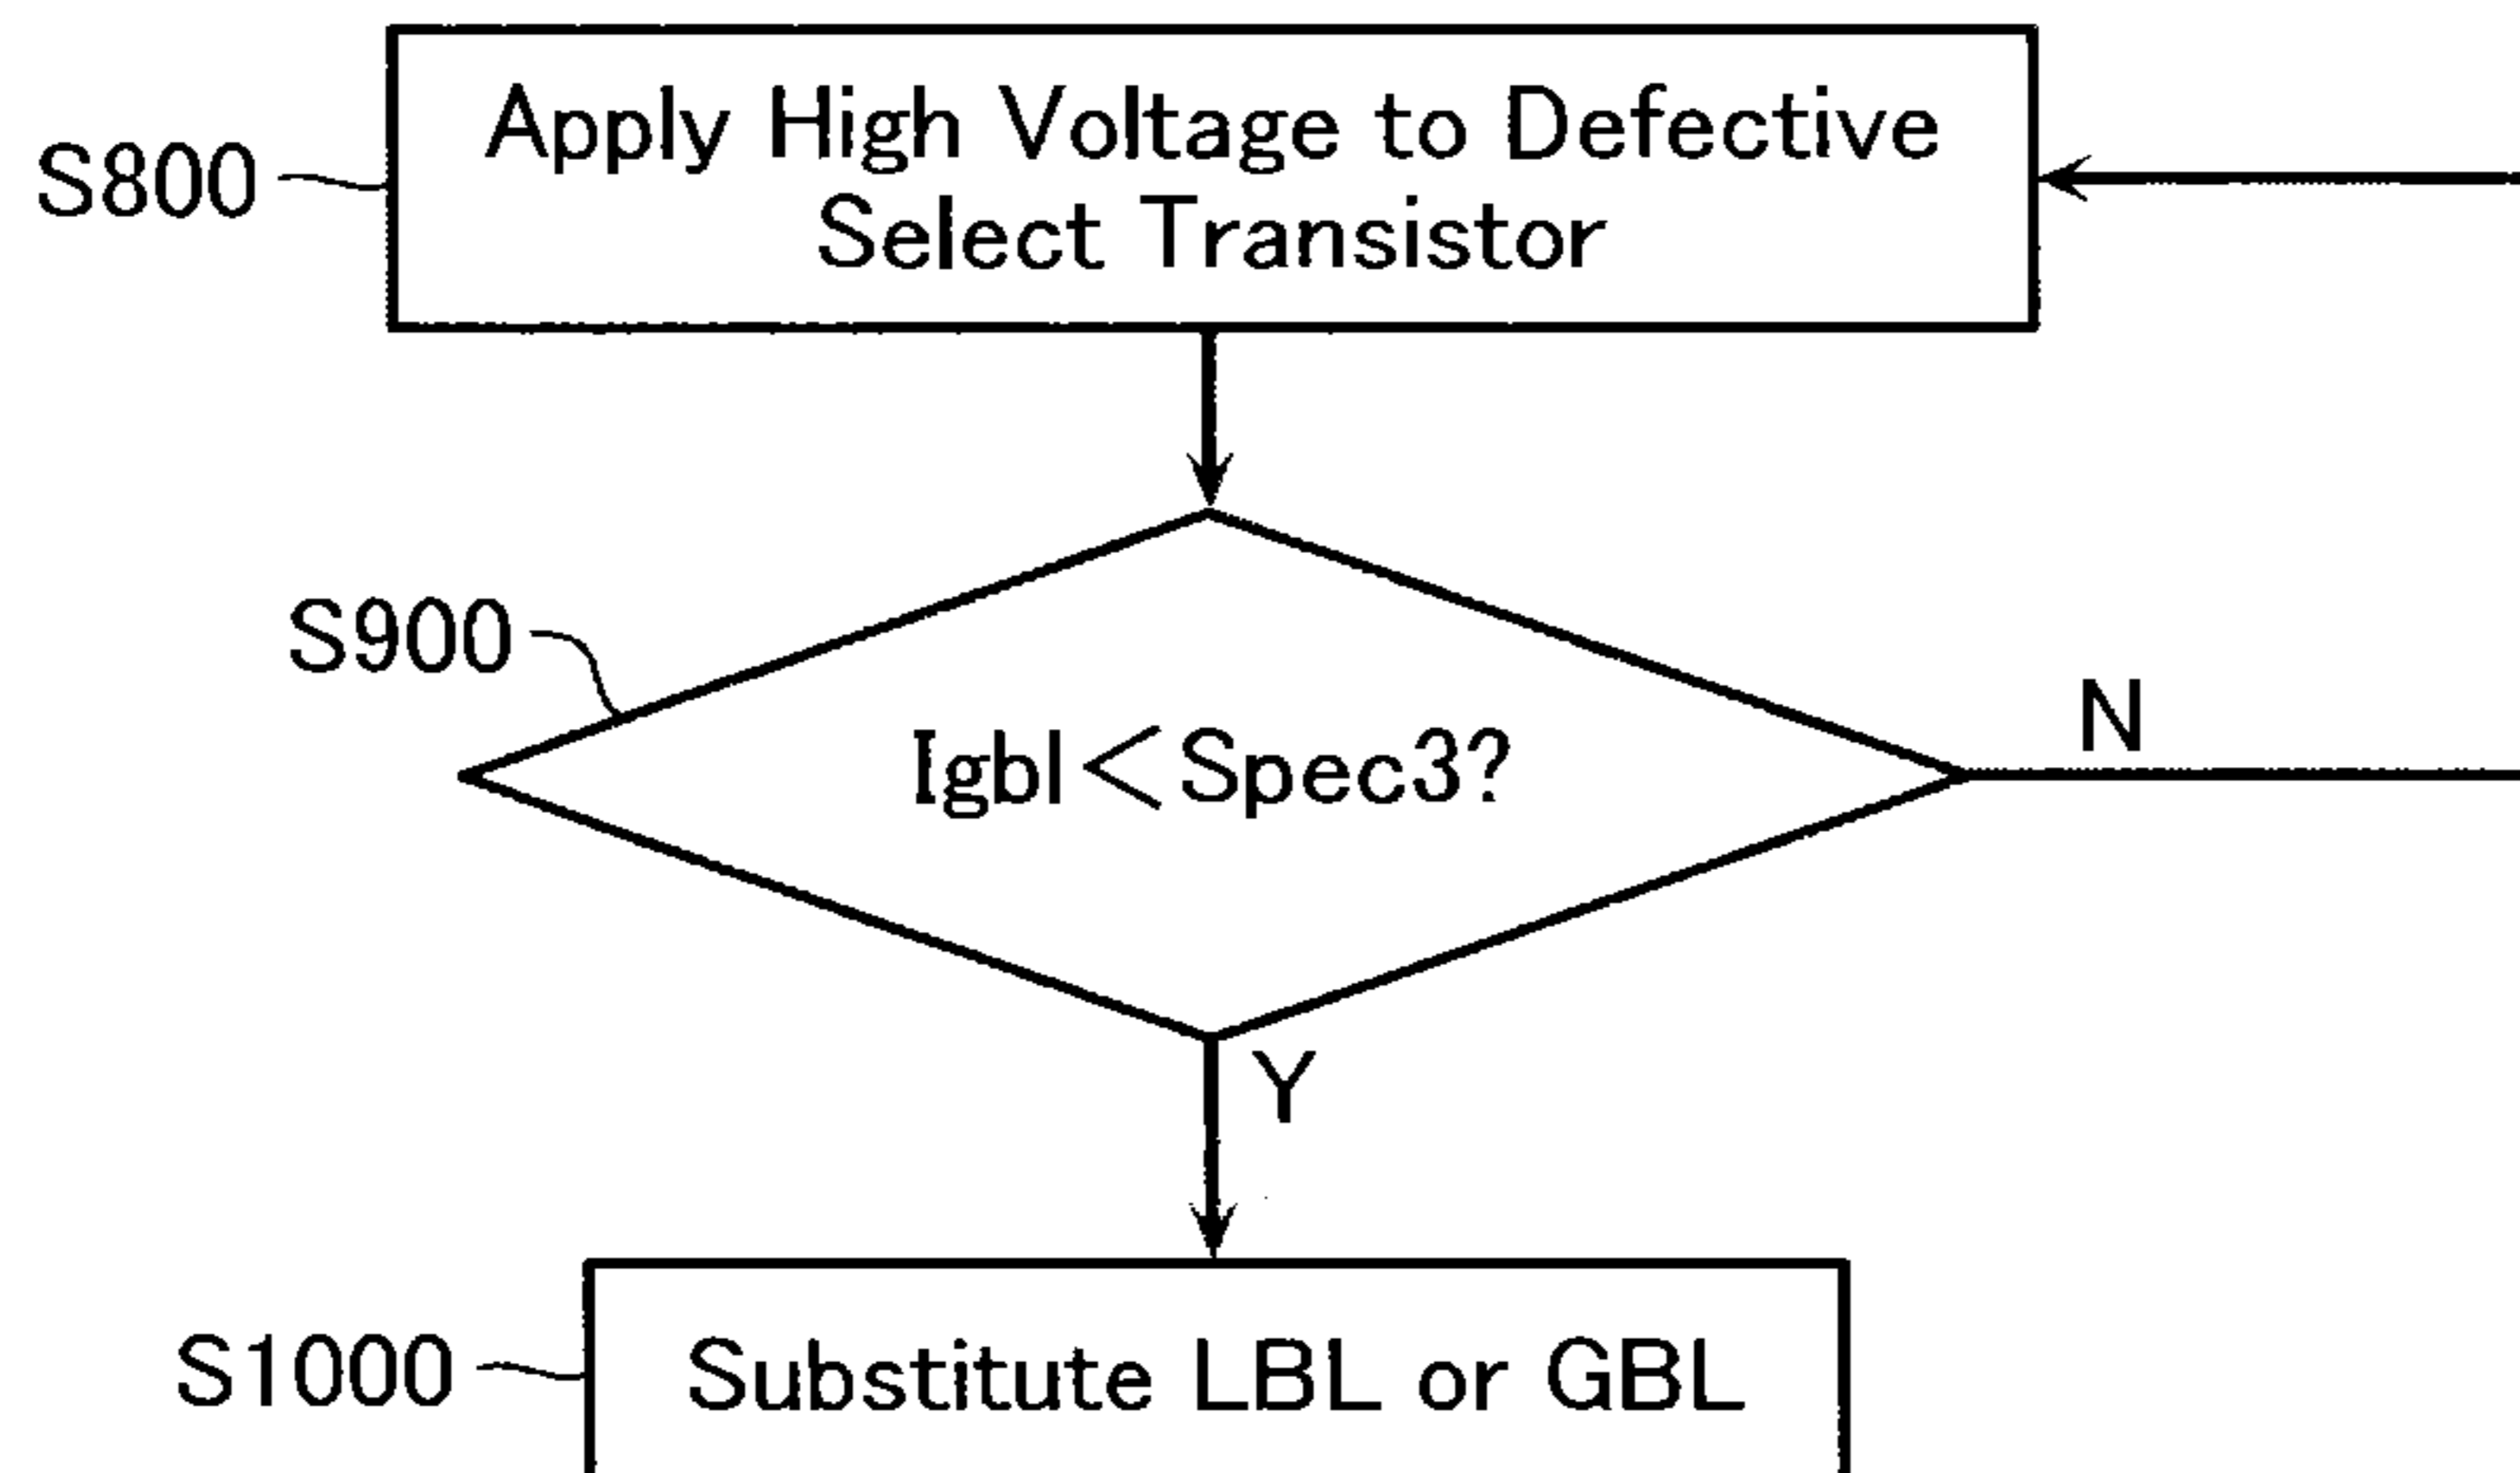 Apply High Voltage to Defective
Select Transistor
S800
S900
Igbl<Spec3?
N
Y
S1000
Substitute LBL or GBL